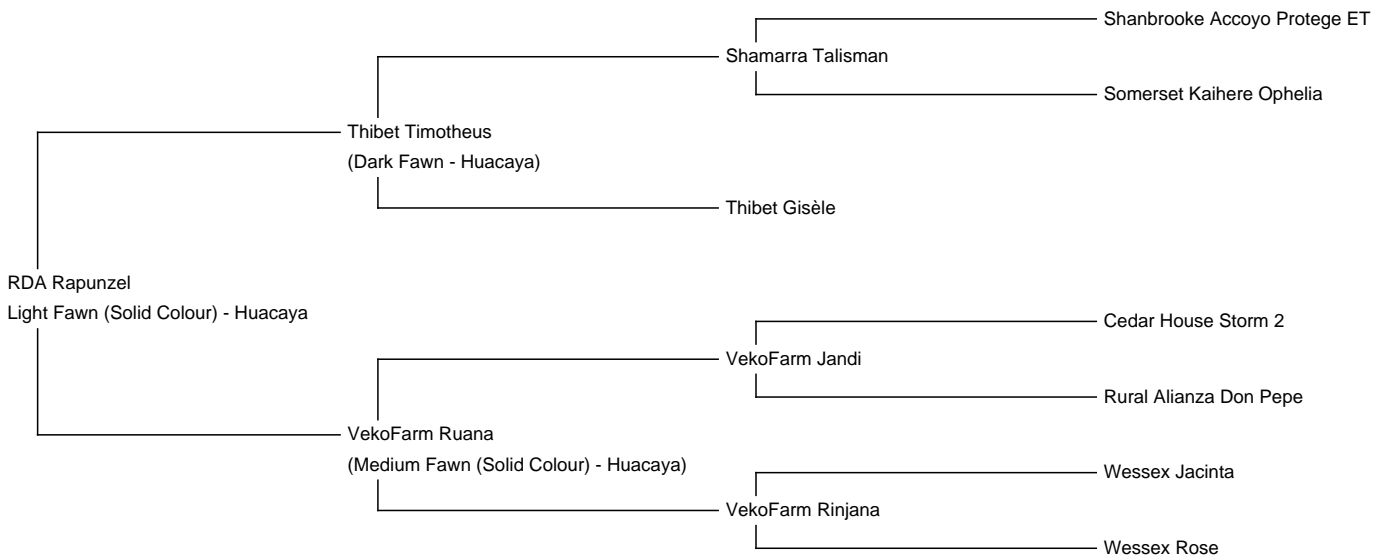 Shanbrooke Accoyo Protege ET
Shamarra Talisman
Somerset Kaihere Ophelia
Thibet Timotheus
(Dark Fawn - Huacaya)
Thibet Gisèle
RDA Rapunzel
Light Fawn (Solid Colour) - Huacaya
Cedar House Storm 2
VekoFarm Jandi
Rural Alianza Don Pepe
VekoFarm Ruana
(Medium Fawn (Solid Colour) - Huacaya)
Wessex Jacinta
VekoFarm Rinjana
Wessex Rose